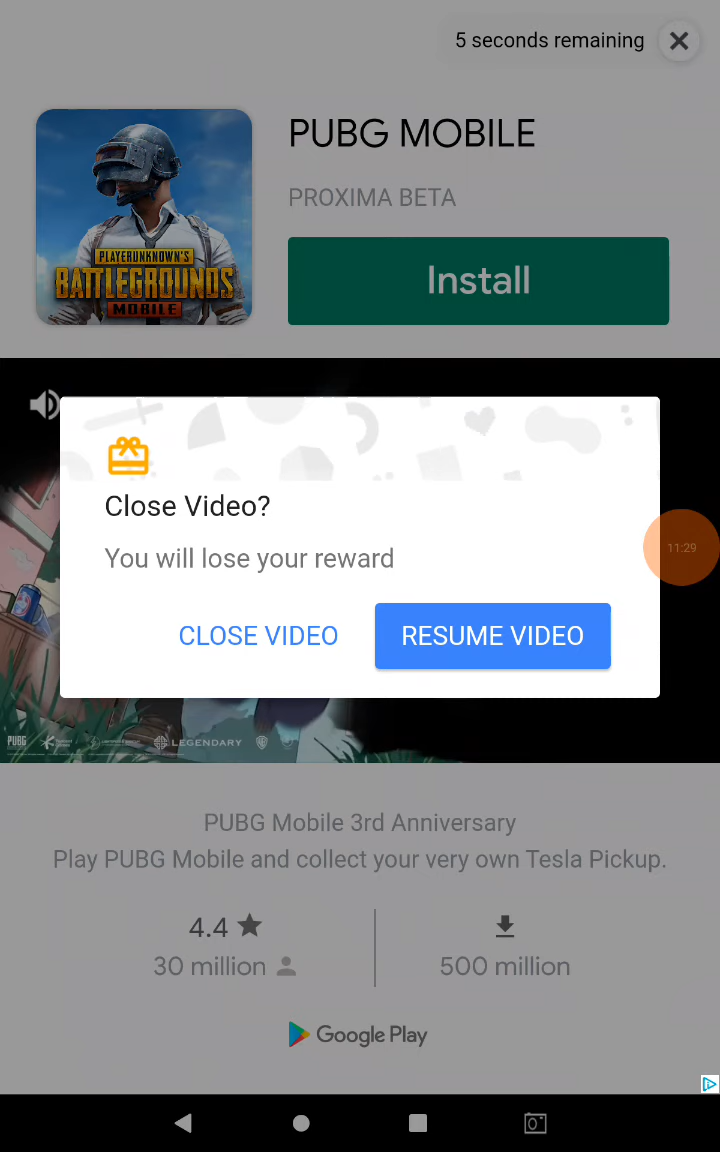 5 seconds remaining
PUBG MOBILE
PROXIMA BETA
PLAYERUNKNOWN'S
BATTLEGROUNDS
MOBILE
Install
Close Video?
You will lose your reward
11:29
CLOSE VIDEO
RESUME VIDEO
PUBG
LEGENDARY
PUBG Mobile 3rd Anniversary
Play PUBG Mobile and collect your very own Tesla Pickup.
4.4
30 million
500 million
Google Play